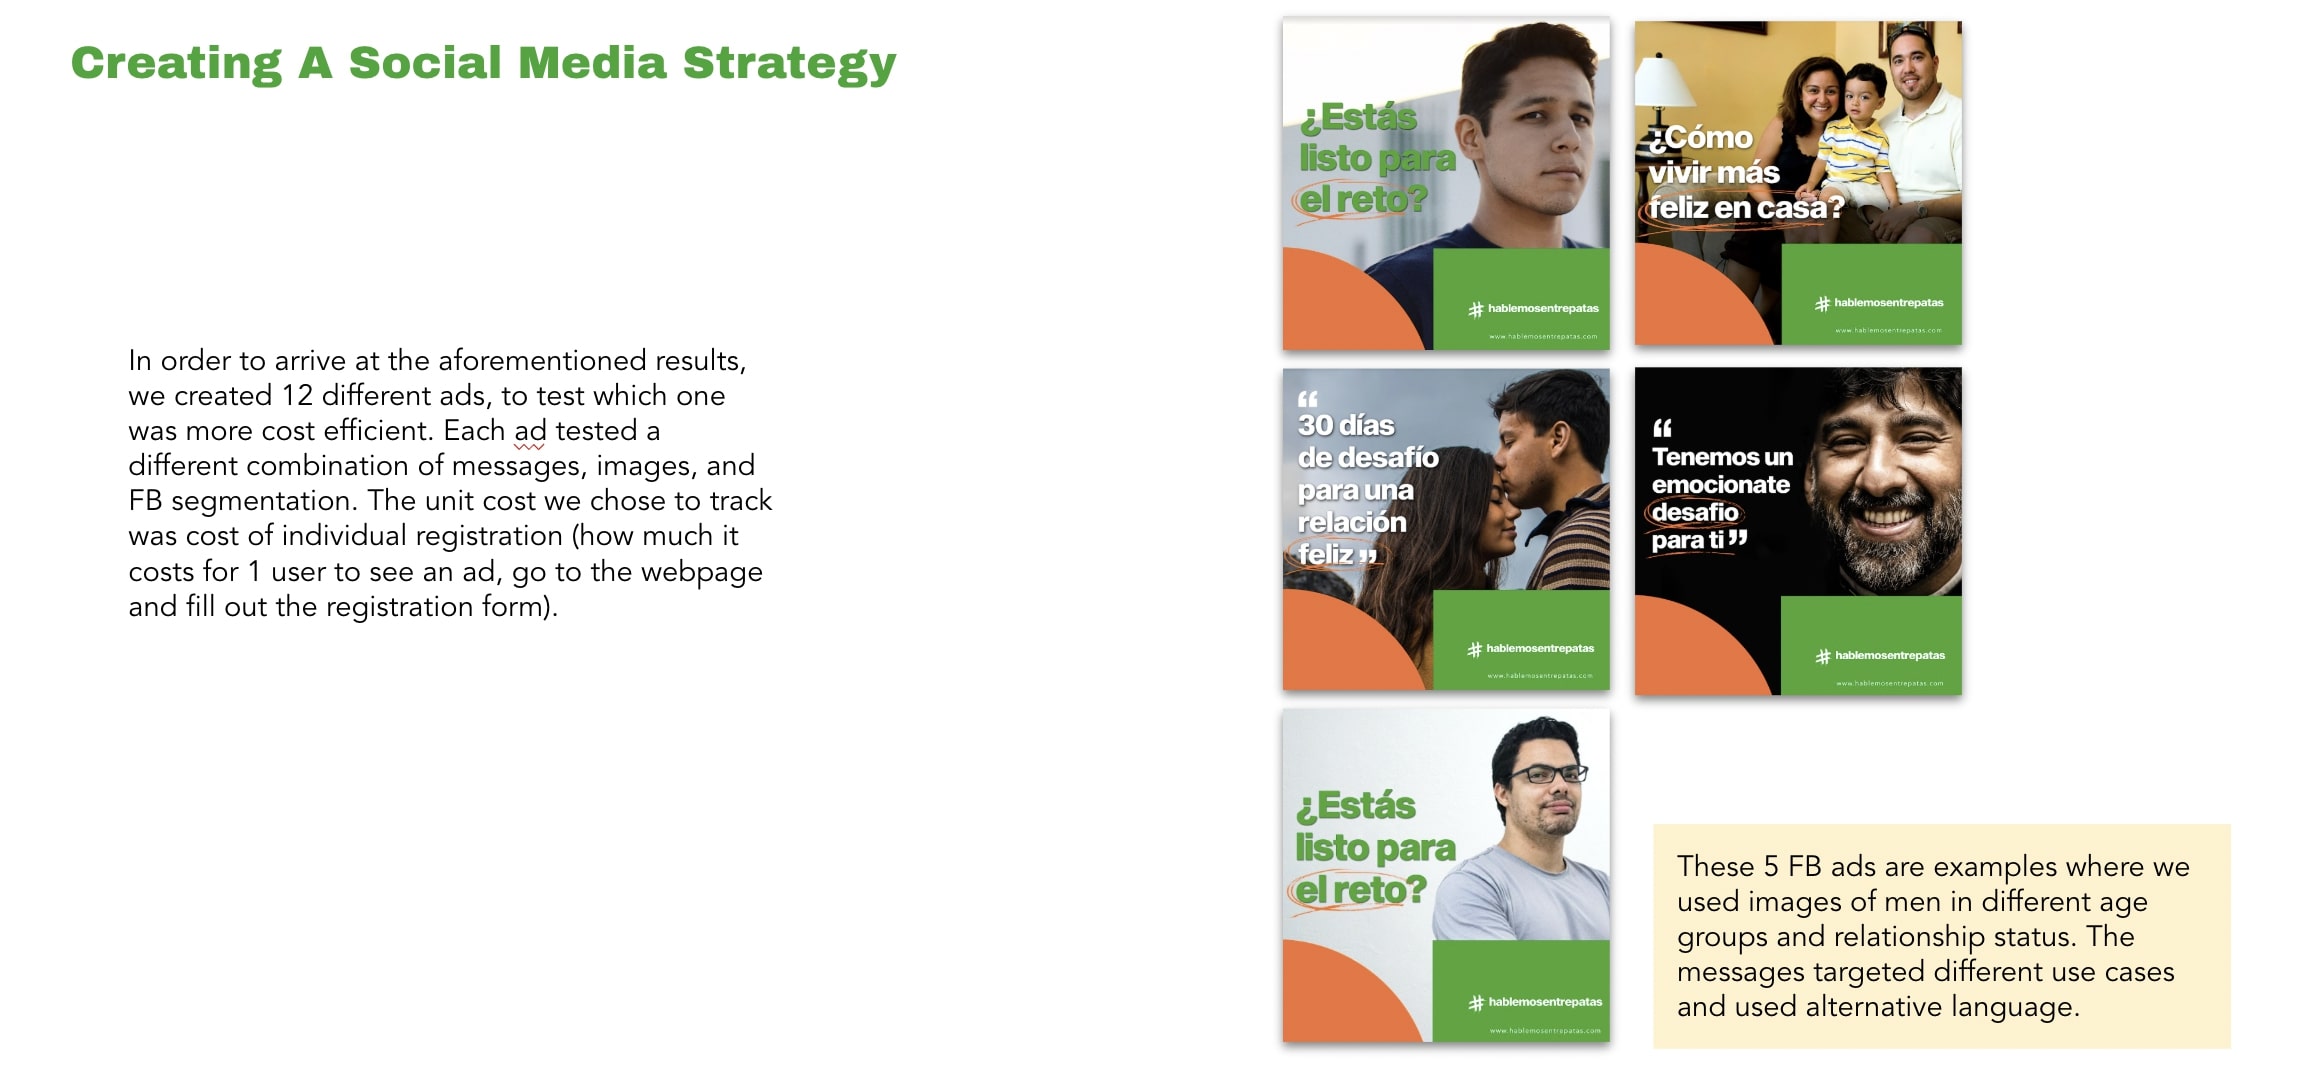 Creating A Social Media Strategy
In order to arrive at the aforementioned results,
we created 12 different ads, to test which one
was more cost efficient. Each ad tested a
different combination of messages, images, and
FB segmentation. The unit cost we chose to track
was cost of individual registration (how much it
costs for 1 user to see an ad, go to the webpage
and fill out the registration form).
¿Estás
listo para
el reto?
# hablemosentrepatas
www.hablemosentrepatas.com
¿Cómo
vivir más
feliz en casa?
# hablemosentrepatas
www.hablemosentrepatas.com
“
30 días
de desafío
para una
relación
feliz ”
# hablemosentrepatas
www.hablemosentrepatas.com
“
Tenemos un
emocionate
desafio
para ti ”
# hablemosentrepatas
www.hablemosentrepatas.com
¿Estás
listo para
el reto?
# hablemosentrepatas
www.hablemosentrepatas.com
These 5 FB ads are examples where we
used images of men in different age
groups and relationship status. The
messages targeted different use cases
and used alternative language.